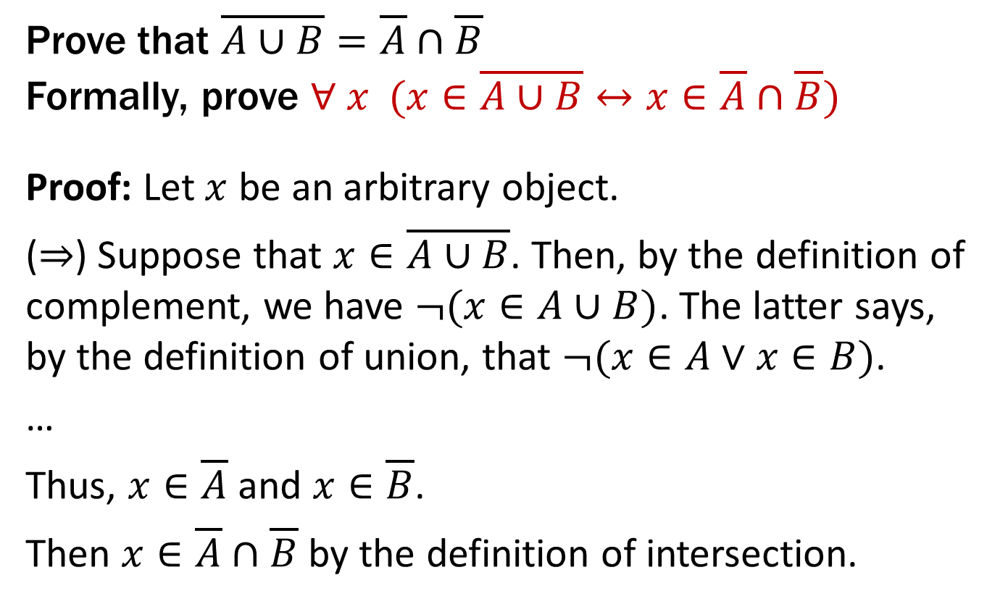 Prove that $\overline{A \cup B} = \overline{A} \cap \overline{B}$
Formally, prove $\forall\, x\ (x \in \overline{A \cup B} \leftrightarrow x \in \overline{A} \cap \overline{B})$
Proof: Let $x$ be an arbitrary object.
(⇒) Suppose that $x \in \overline{A \cup B}$. Then, by the definition of
complement, we have $\neg(x \in A \cup B)$. The latter says,
by the definition of union, that $\neg(x \in A \vee x \in B)$.
…
Thus, $x \in \overline{A}$ and $x \in \overline{B}$.
Then $x \in \overline{A} \cap \overline{B}$ by the definition of intersection.